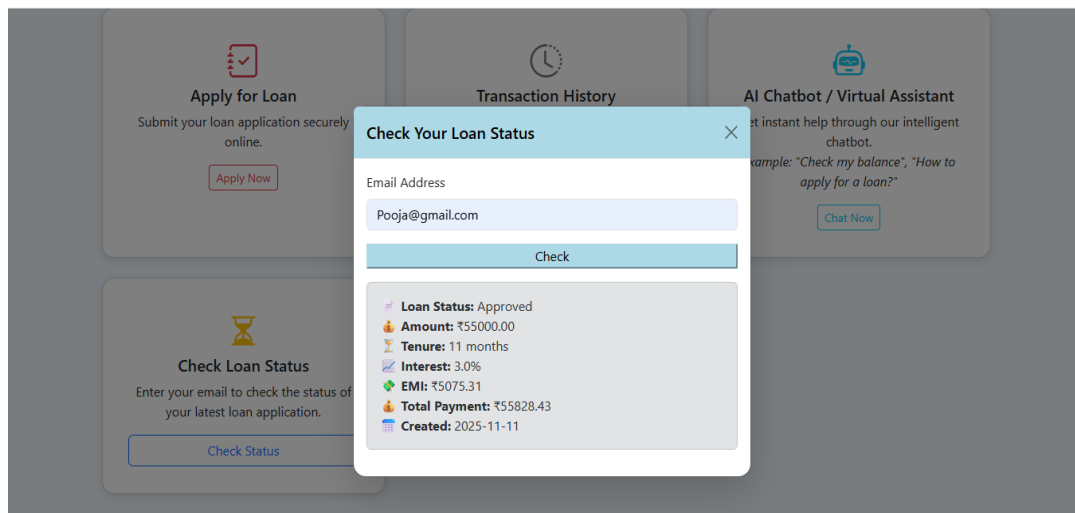 Apply for Loan
Submit your loan application securely
online.
Apply Now
Transaction History
AI Chatbot / Virtual Assistant
et instant help through our intelligent
chatbot.
xample: "Check my balance", "How to
apply for a loan?"
Chat Now
Check Loan Status
Enter your email to check the status of
your latest loan application.
Check Status
Check Your Loan Status
Email Address
Pooja@gmail.com
Check
Loan Status: Approved
Amount: ₹55000.00
Tenure: 11 months
Interest: 3.0%
EMI: ₹5075.31
Total Payment: ₹55828.43
Created: 2025-11-11